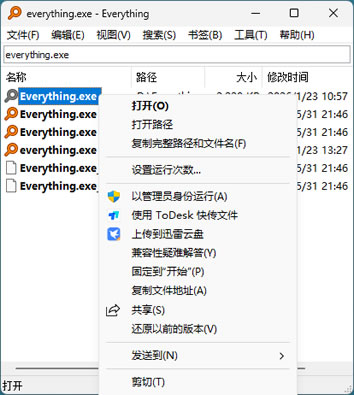 everything.exe - Everything
文件(F) 编辑(E) 视图(V) 搜索(S) 书签(B) 工具(T) 帮助(H)
everything.exe
名称 路径 大小 修改时间
Everything.exe 1/23 10:57
打开(O)
Everything.exe 5/31 21:46
打开路径
Everything.exe 5/31 21:46
复制完整路径和文件名(F)
Everything.exe 1/23 13:27
设置运行次数...
Everything.exe 5/31 21:46
Everything.exe 5/31 21:46
以管理员身份运行(A)
使用 ToDesk 快传文件
上传到迅雷云盘
兼容性疑难解答(Y)
固定到"开始"(P)
复制文件地址(A)
共享(S)
还原以前的版本(V)
发送到(N)
剪切(T)
打开